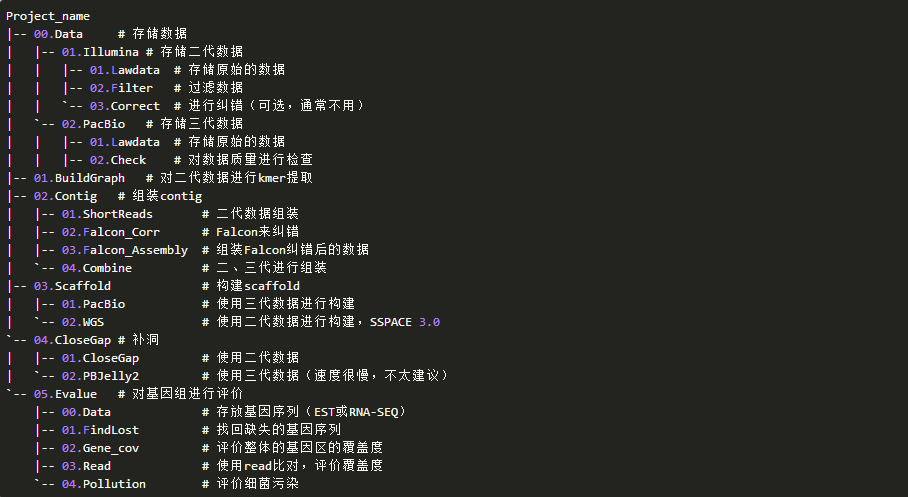 Project_name
|-- 00.Data     # 存储数据
|   |-- 01.Illumina # 存储二代数据
|   |   |-- 01.Lawdata  # 存储原始的数据
|   |   |-- 02.Filter   # 过滤数据
|   |   `-- 03.Correct  # 进行纠错（可选，通常不用）
|   `-- 02.PacBio   # 存储三代数据
|   |   |-- 01.Lawdata  # 存储原始的数据
|   |   |-- 02.Check    # 对数据质量进行检查
|-- 01.BuildGraph   # 对二代数据进行kmer提取
|-- 02.Contig   # 组装contig
|   |-- 01.ShortReads       # 二代数据组装
|   |-- 02.Falcon_Corr      # Falcon来纠错
|   |-- 03.Falcon_Assembly  # 组装Falcon纠错后的数据
|   `-- 04.Combine          # 二、三代进行组装
|-- 03.Scaffold             # 构建scaffold
|   |-- 01.PacBio           # 使用三代数据进行构建
|   `-- 02.WGS              # 使用二代数据进行构建，SSPACE 3.0
`-- 04.CloseGap # 补洞
|   |-- 01.CloseGap         # 使用二代数据
|   `-- 02.PBJelly2         # 使用三代数据（速度很慢，不太建议）
`-- 05.Evalue   # 对基因组进行评价
    |-- 00.Data             # 存放基因序列（EST或RNA-SEQ）
    |-- 01.FindLost         # 找回缺失的基因序列
    |-- 02.Gene_cov         # 评价整体的基因区的覆盖度
    |-- 03.Read             # 使用read比对，评价覆盖度
    `-- 04.Pollution        # 评价细菌污染